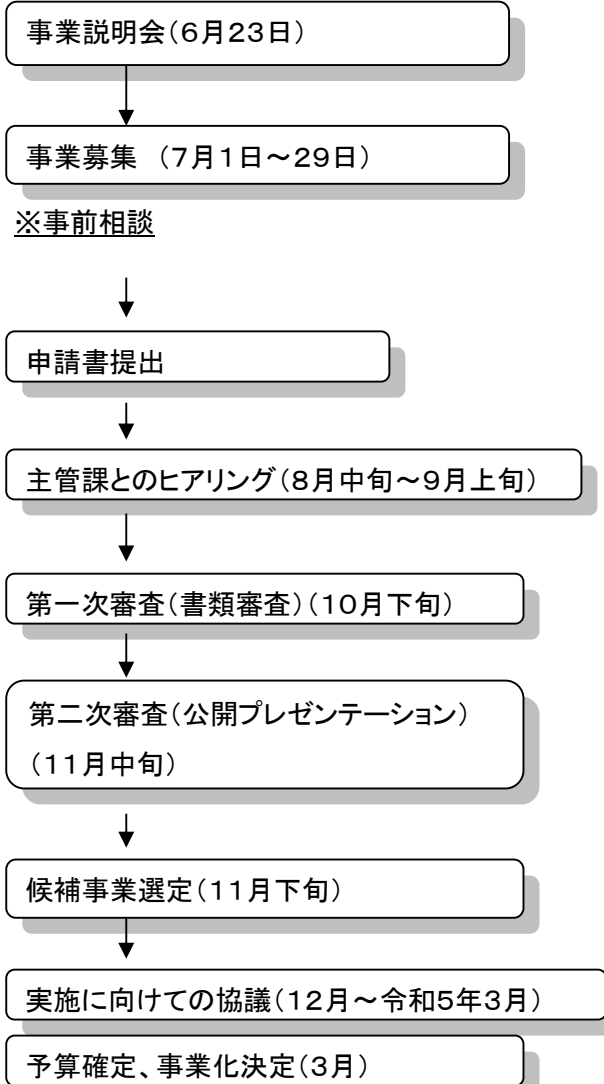 事業説明会(6月23日)
事業募集 (7月1日～29日)
※事前相談
申請書提出
主管課とのヒアリング(8月中旬～9月上旬)
第一次審査(書類審査)(10月下旬)
第二次審査(公開プレゼンテーション)
(11月中旬)
候補事業選定(11月下旬)
実施に向けての協議(12月～令和5年3月)
予算確定、事業化決定(3月)